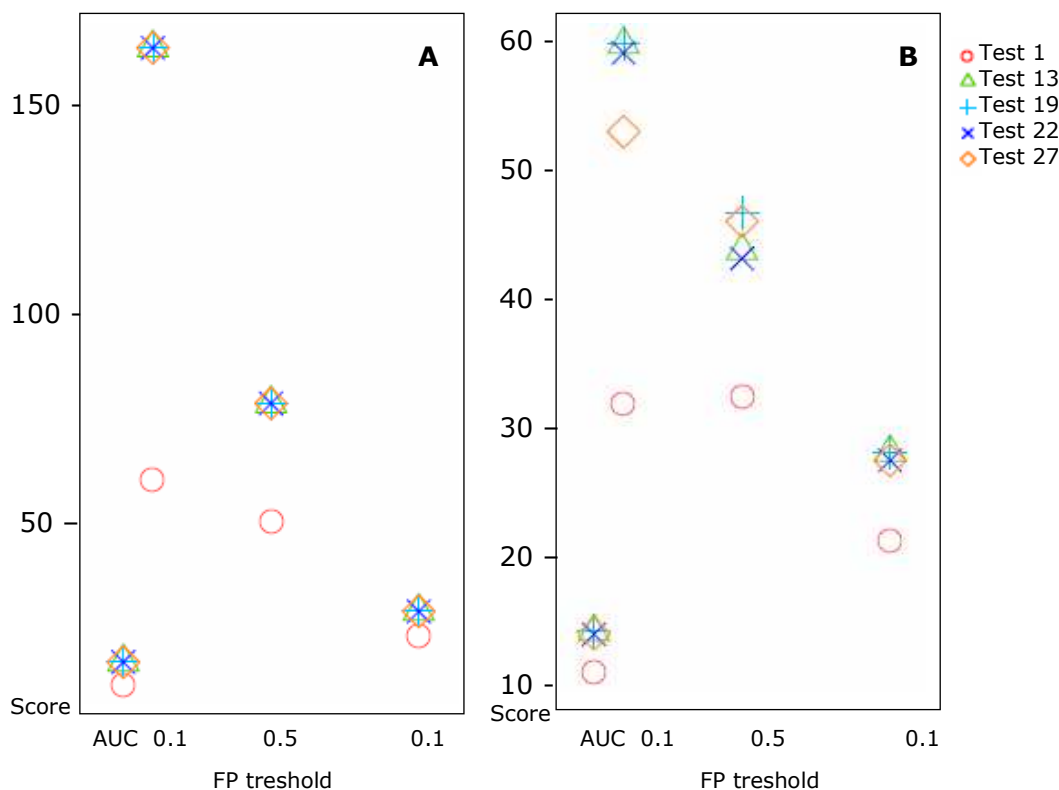 A
150
100
50
Score
AUC 0.1 0.5 0.1
FP treshold
B
60
50
40
30
20
10
Score
AUC 0.1 0.5 0.1
FP treshold
Test 1
Test 13
Test 19
Test 22
Test 27